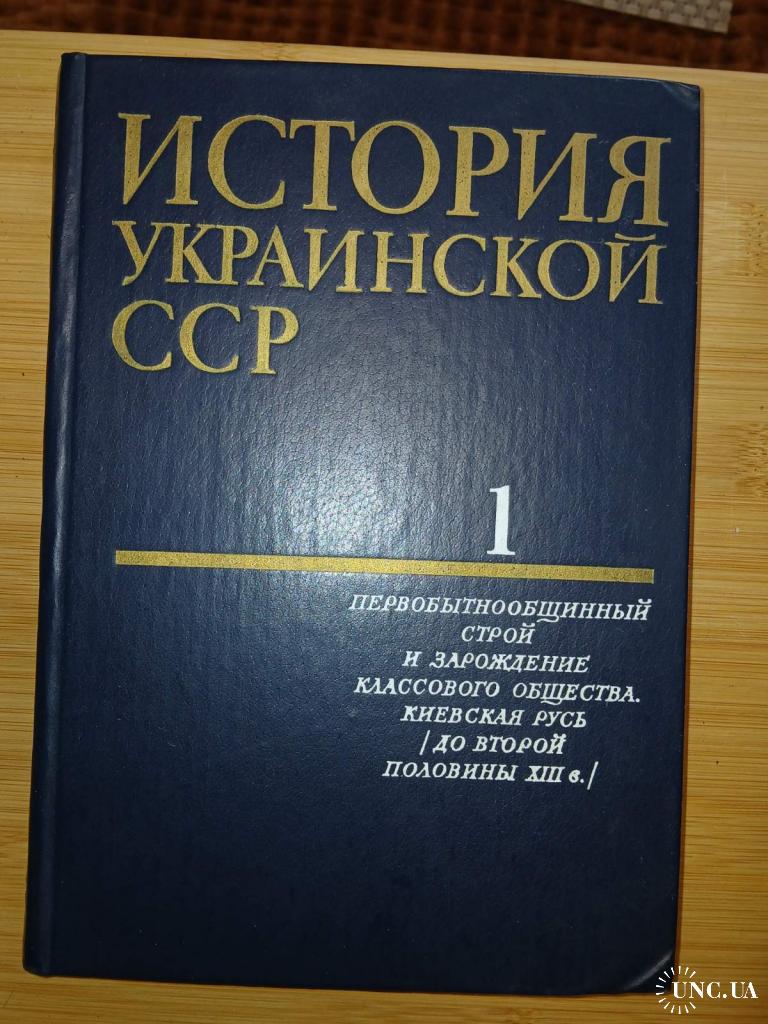 ИСТОРИЯ
УКРАИНСКОЙ
ССР
1
ПЕРВОБЫТНООБЩИННЫЙ
СТРОЙ
И ЗАРОЖДЕНИЕ
КЛАССОВОГО ОБЩЕСТВА.
КИЕВСКАЯ РУСЬ
/ДО ВТОРОЙ
ПОЛОВИНЫ XIII в./
UNC.UA